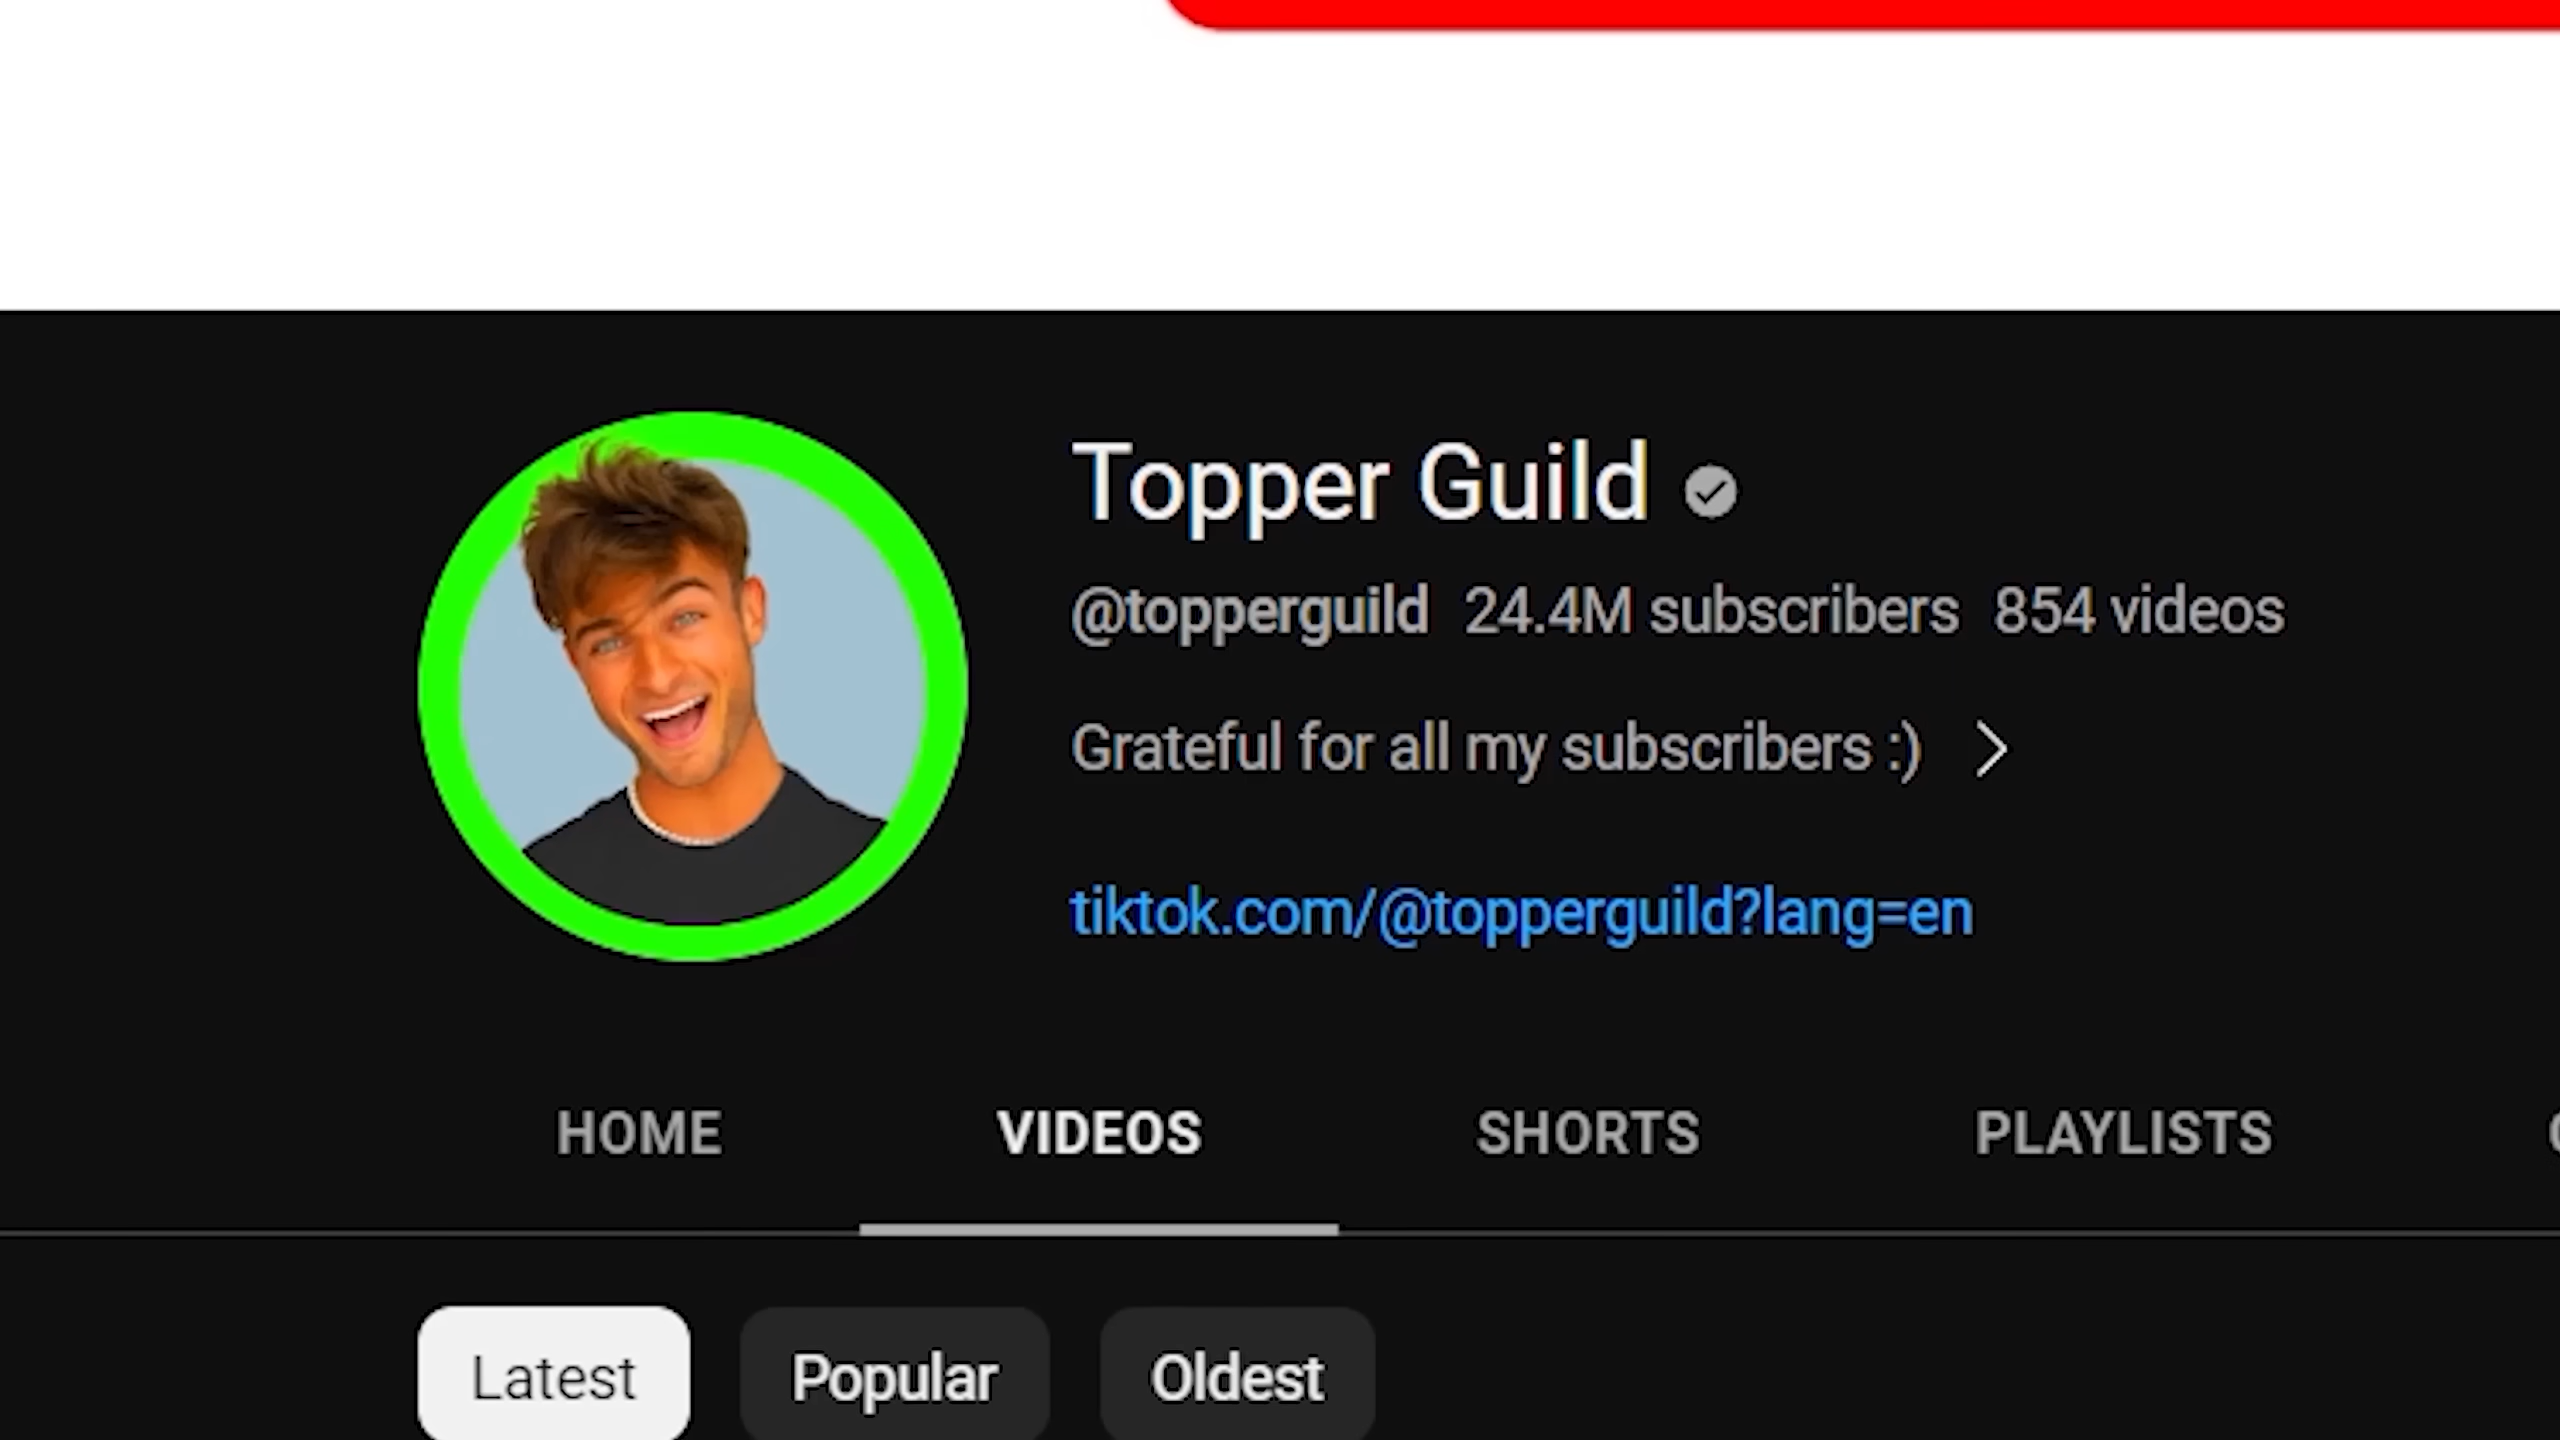 Topper Guild
@topperguild 24.4M subscribers 854 videos
Grateful for all my subscribers :)
tiktok.com/@topperguild?lang=en
HOME VIDEOS SHORTS PLAYLISTS
Latest Popular Oldest